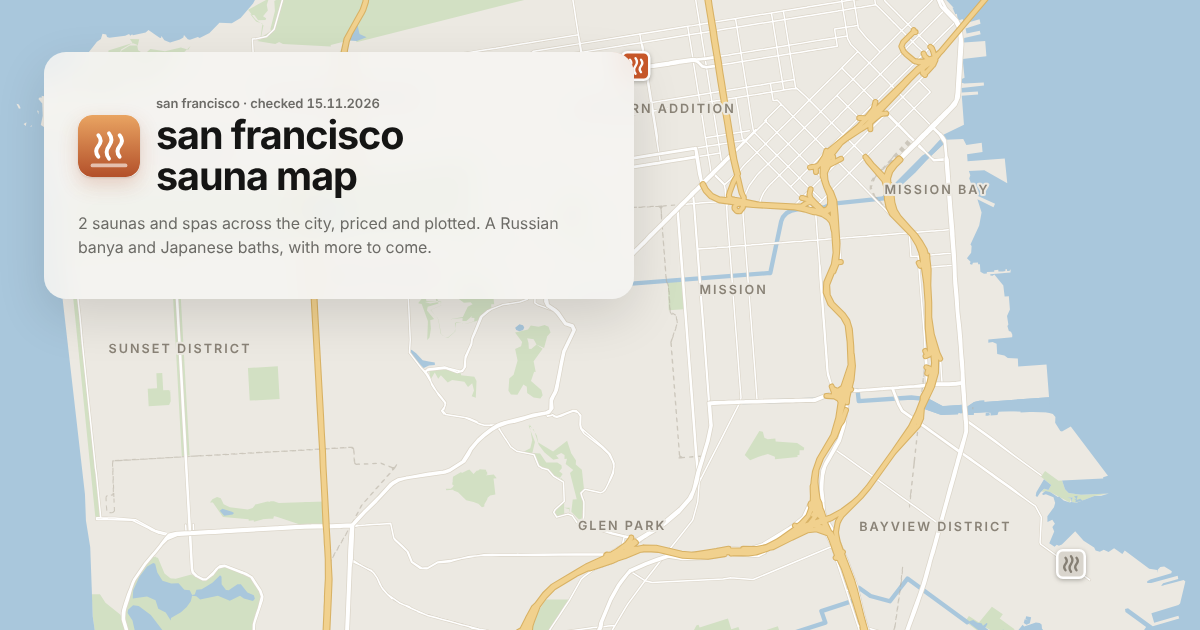 san francisco · checked 15.11.2026
san francisco
sauna map
2 saunas and spas across the city, priced and plotted. A Russian
banya and Japanese baths, with more to come.
RN ADDITION
MISSION BAY
MISSION
SUNSET DISTRICT
GLEN PARK
BAYVIEW DISTRICT